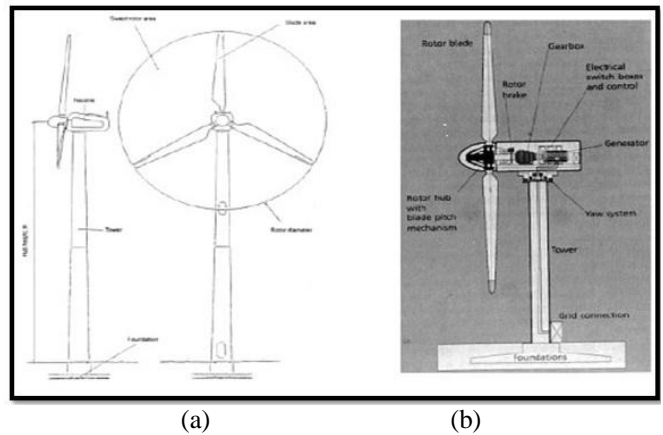 Swept rotor area
Blade area
Nacelle
Hub height, H
Tower
Rotor diameter
Foundation
Rotor blade
Gearbox
Electrical
switch boxes
and control
Rotor
brake
Generator
Rotor hub
with
blade pitch
mechanism
Yaw system
Tower
Grid connection
Foundations
(a)
(b)